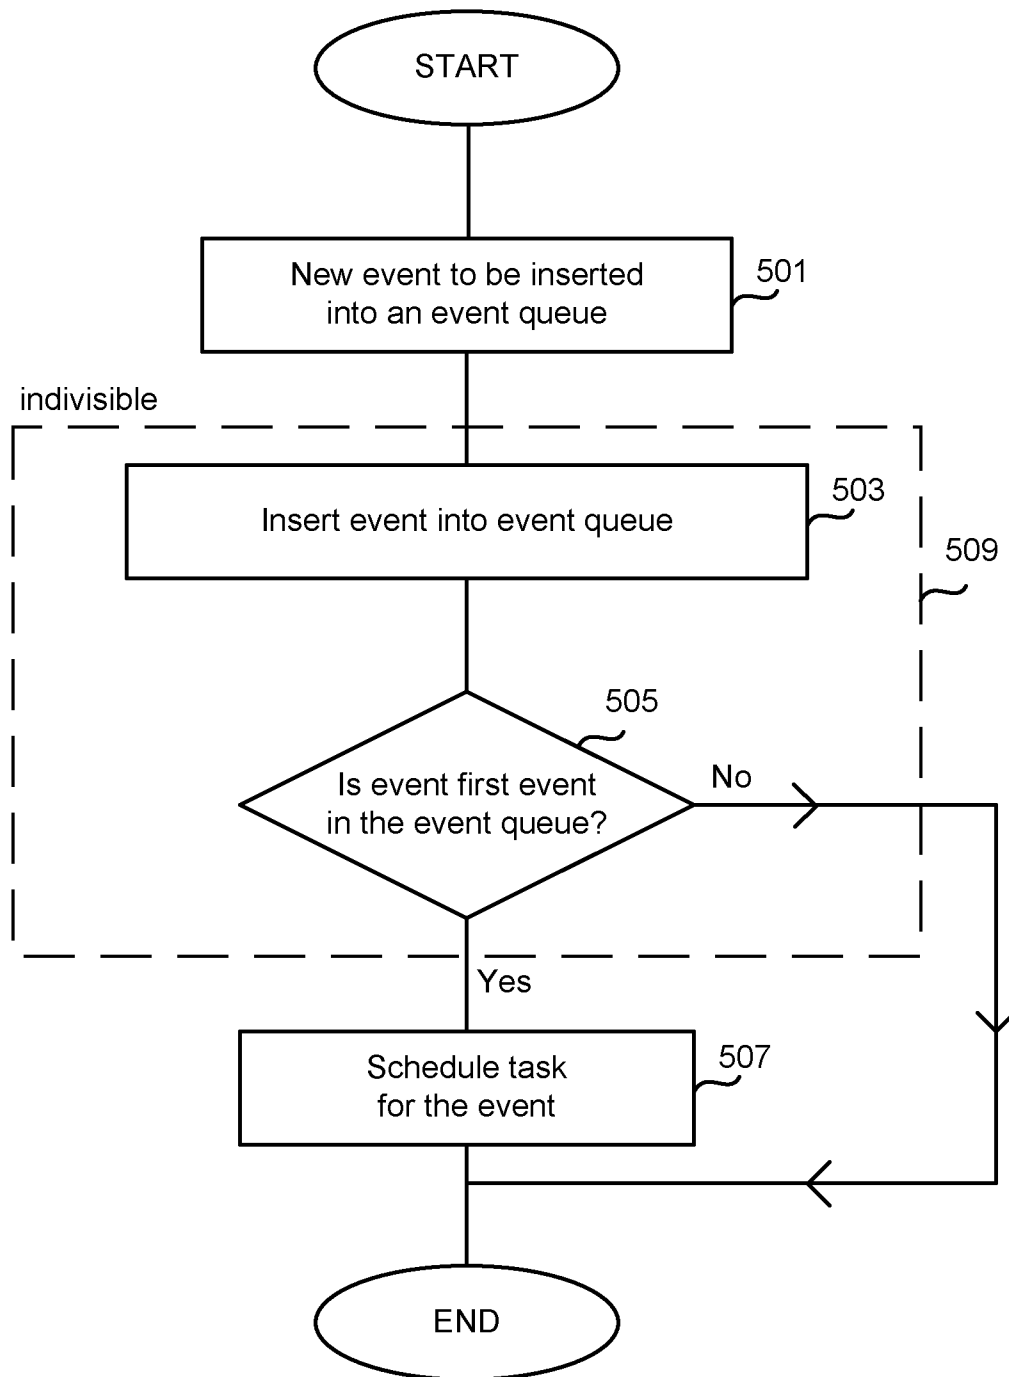 START
New event to be inserted
into an event queue
501
indivisible
Insert event into event queue
503
509
505
Is event first event
in the event queue?
No
Yes
Schedule task
for the event
507
END